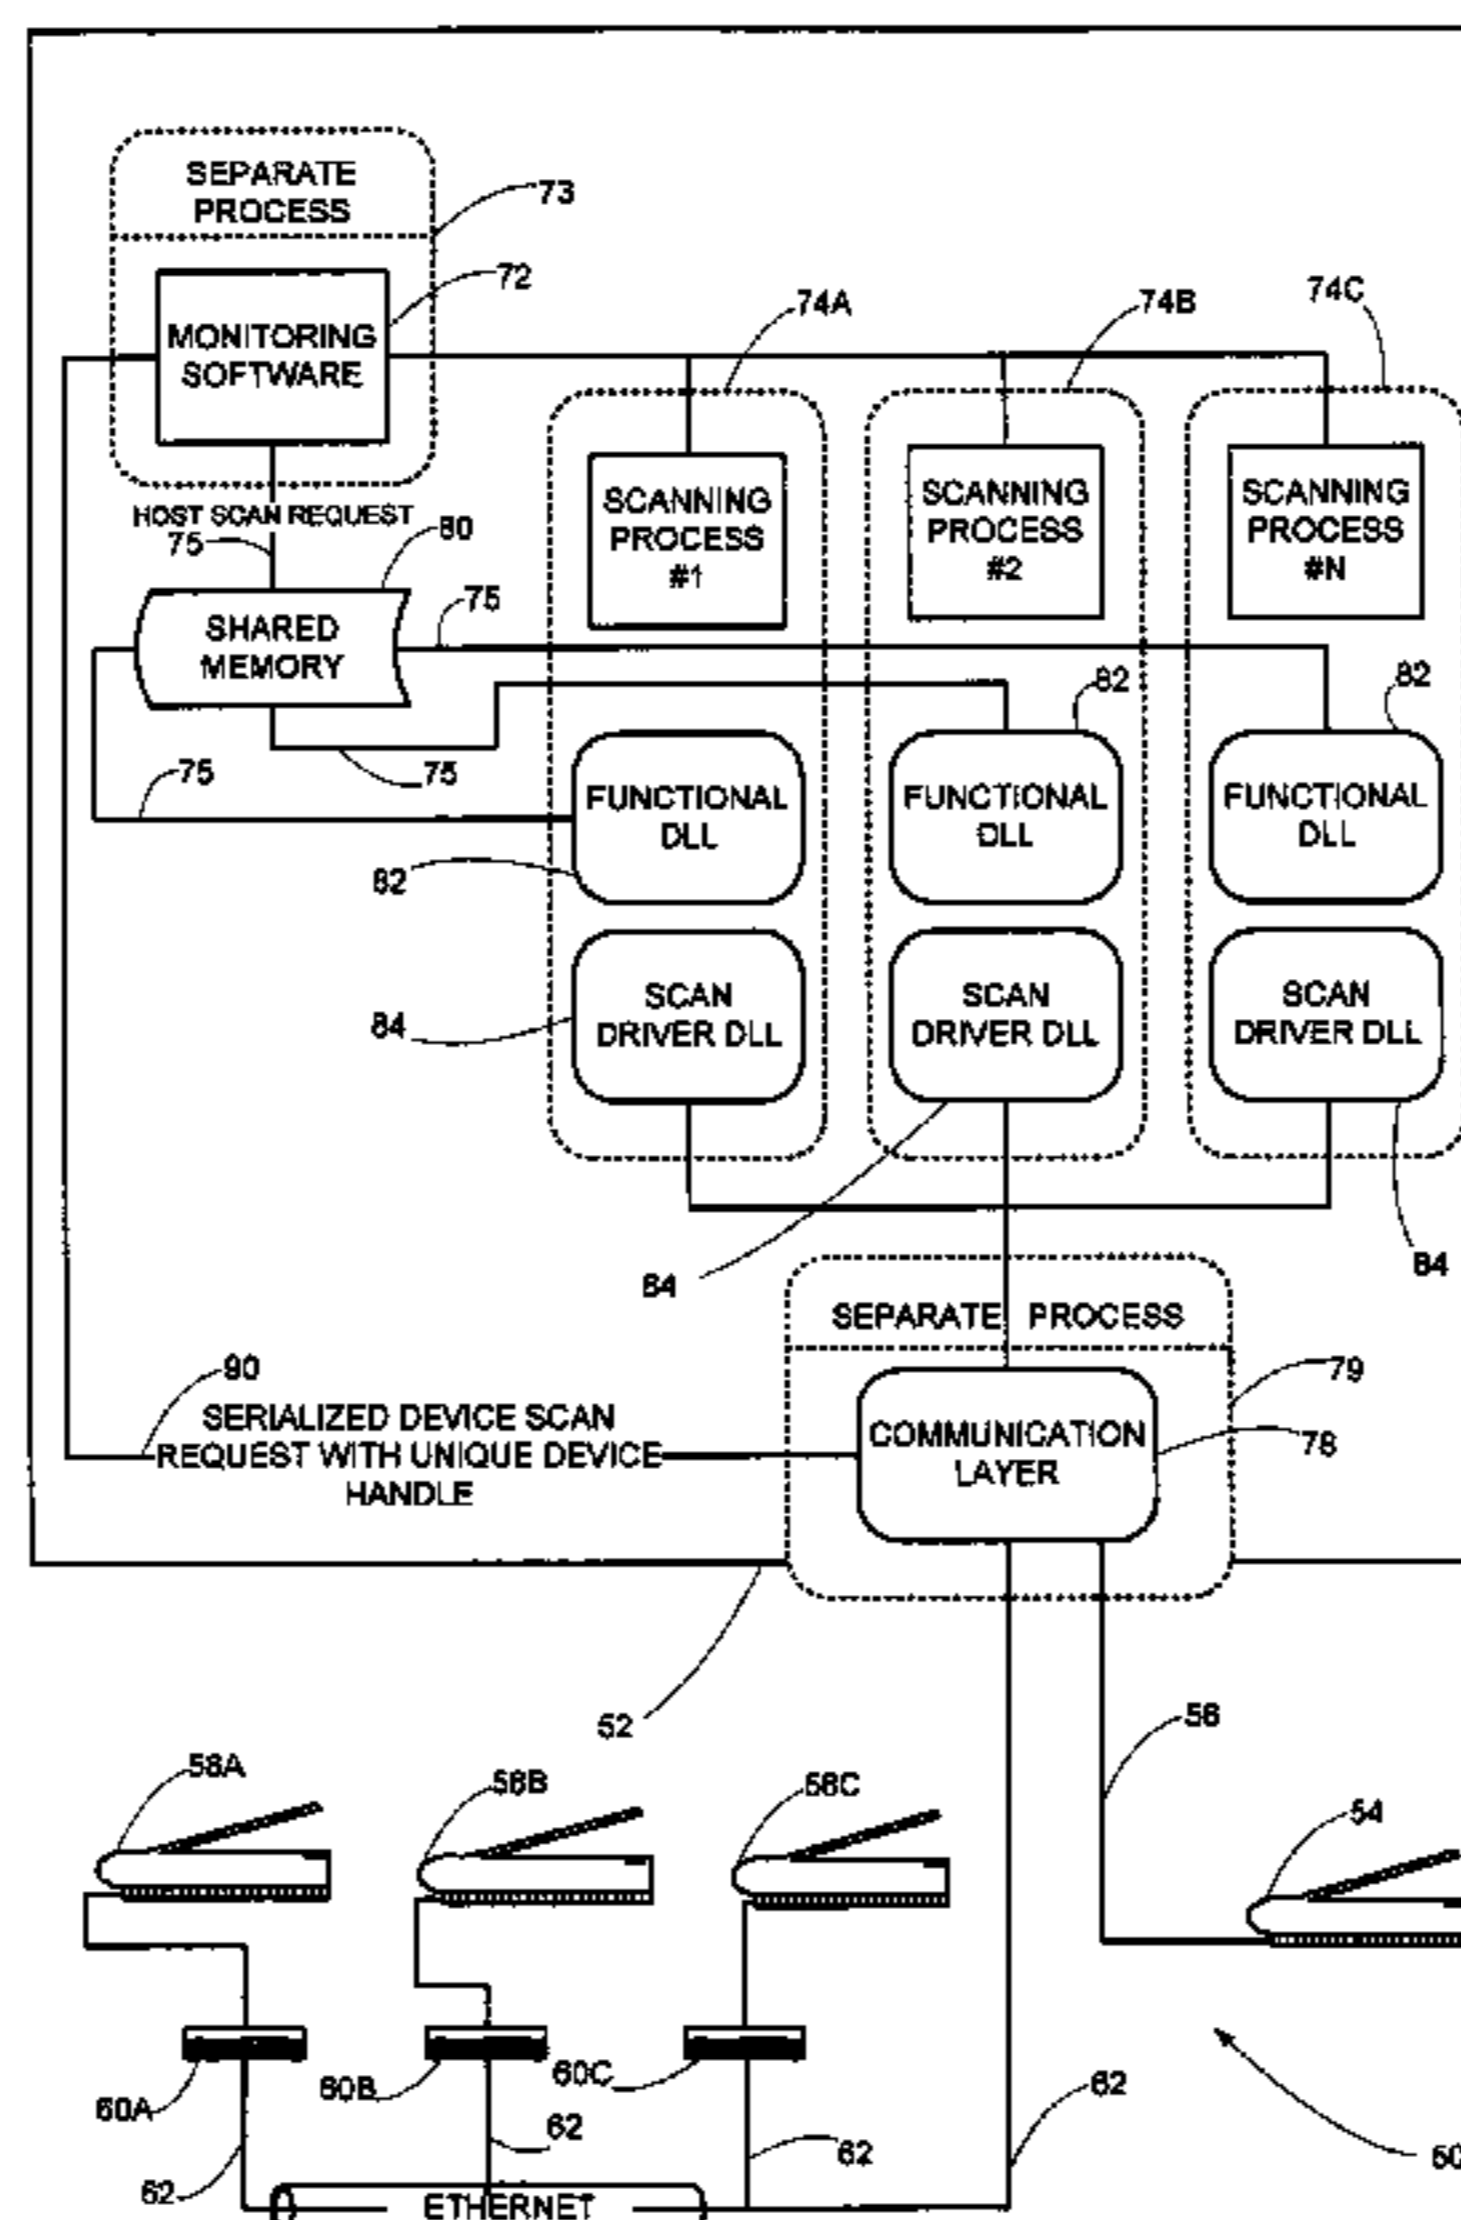 SEPARATE
PROCESS
73
72
MONITORING
SOFTWARE
74A
74B
74C
SCANNING
PROCESS
#1
SCANNING
PROCESS
#2
SCANNING
PROCESS
#N
HOST SCAN REQUEST
75
80
SHARED
MEMORY
75
75
75
82
82
FUNCTIONAL
DLL
FUNCTIONAL
DLL
FUNCTIONAL
DLL
82
SCAN
DRIVER DLL
SCAN
DRIVER DLL
SCAN
DRIVER DLL
84
84
84
SEPARATE PROCESS
79
COMMUNICATION
LAYER
78
90
SERIALIZED DEVICE SCAN
REQUEST WITH UNIQUE DEVICE
HANDLE
52
56
58A
58B
58C
54
60A
60B
60C
62
62
62
62
ETHERNET